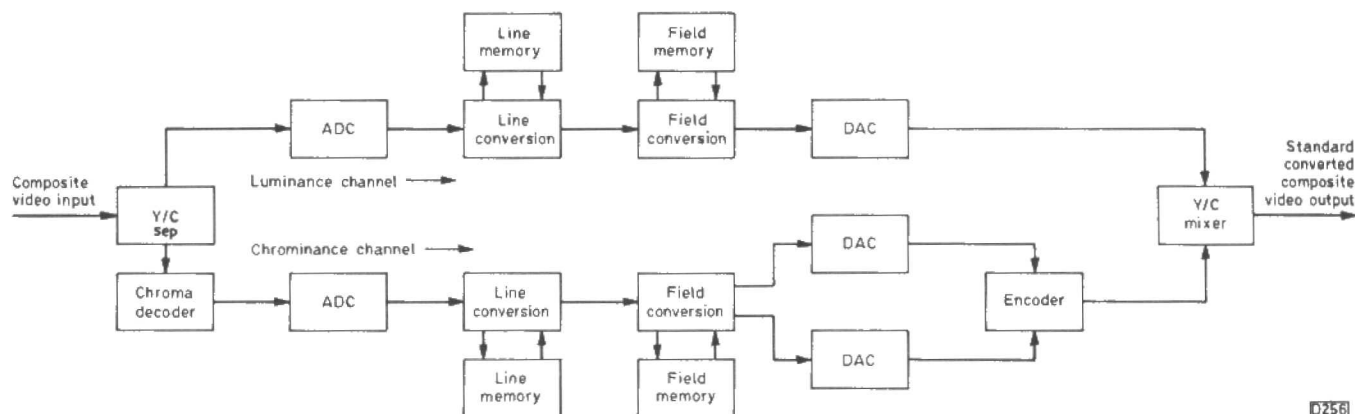 Line
memory
Field
memory
ADC
Line
conversion
Field
conversion
DAC
Luminance channel
Composite
video input
Y/C
Sep
Standard
converted
composite
video output
Y/C
mixer
Chrominance channel
DAC
Chroma
decoder
ADC
Line
conversion
Field
conversion
Encoder
DAC
Line
memory
Field
memory
D256